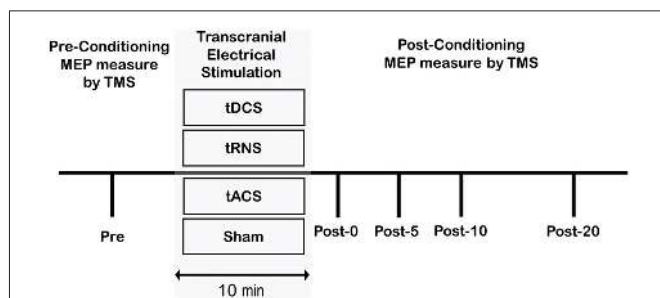 Pre-Conditioning
MEP measure
by TMS
Transcranial
Electrical
Stimulation
Post-Conditioning
MEP measure by TMS
tDCS
tRNS
tACS
Sham
Pre
Post-0
Post-5
Post-10
Post-20
10 min